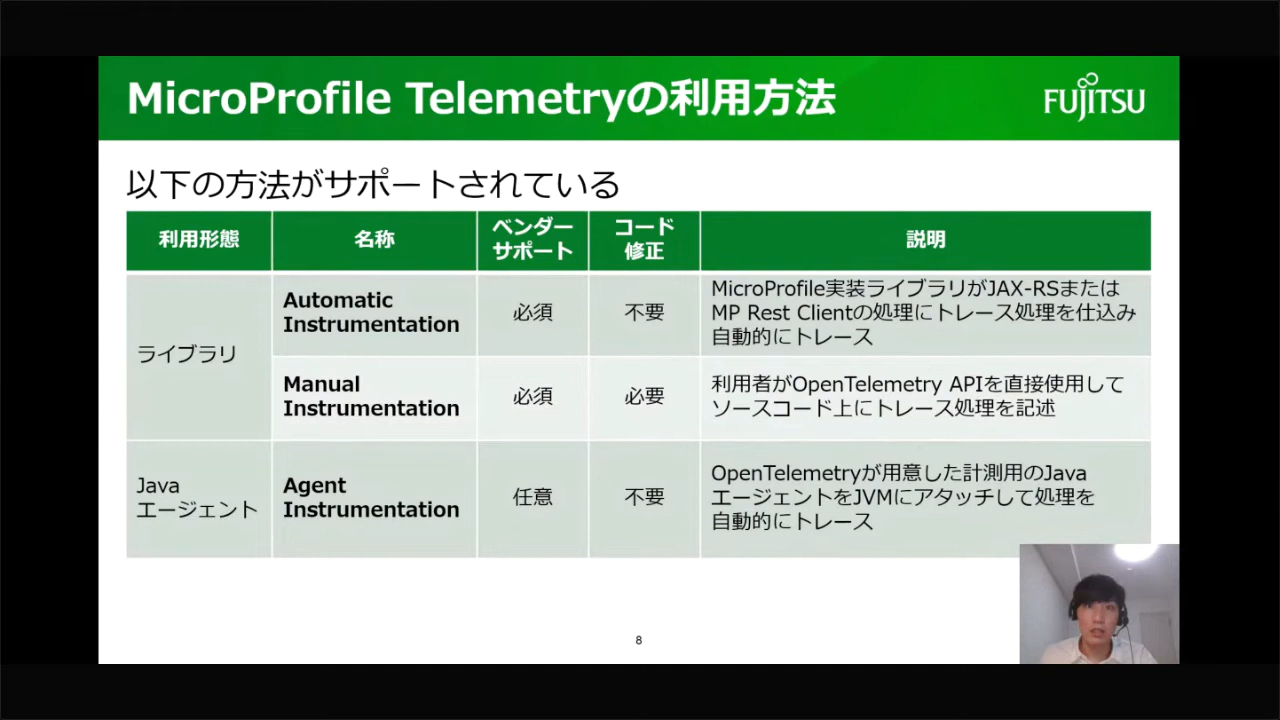 MicroProfile Telemetryの利用方法
FUJITSU
以下の方法がサポートされている
利用形態
名称
ベンダー
サポート
コード
修正
説明
ライブラリ
Automatic
Instrumentation
必須
不要
MicroProfile実装ライブラリがJAX-RSまたは
MP Rest Clientの処理にトレース処理を仕込み
自動的にトレース
Manual
Instrumentation
必須
必要
利用者がOpenTelemetry APIを直接使用して
ソースコード上にトレース処理を記述
Java
エージェント
Agent
Instrumentation
任意
不要
OpenTelemetryが用意した計測用のJava
エージェントをJVMにアタッチして処理を
自動的にトレース
8